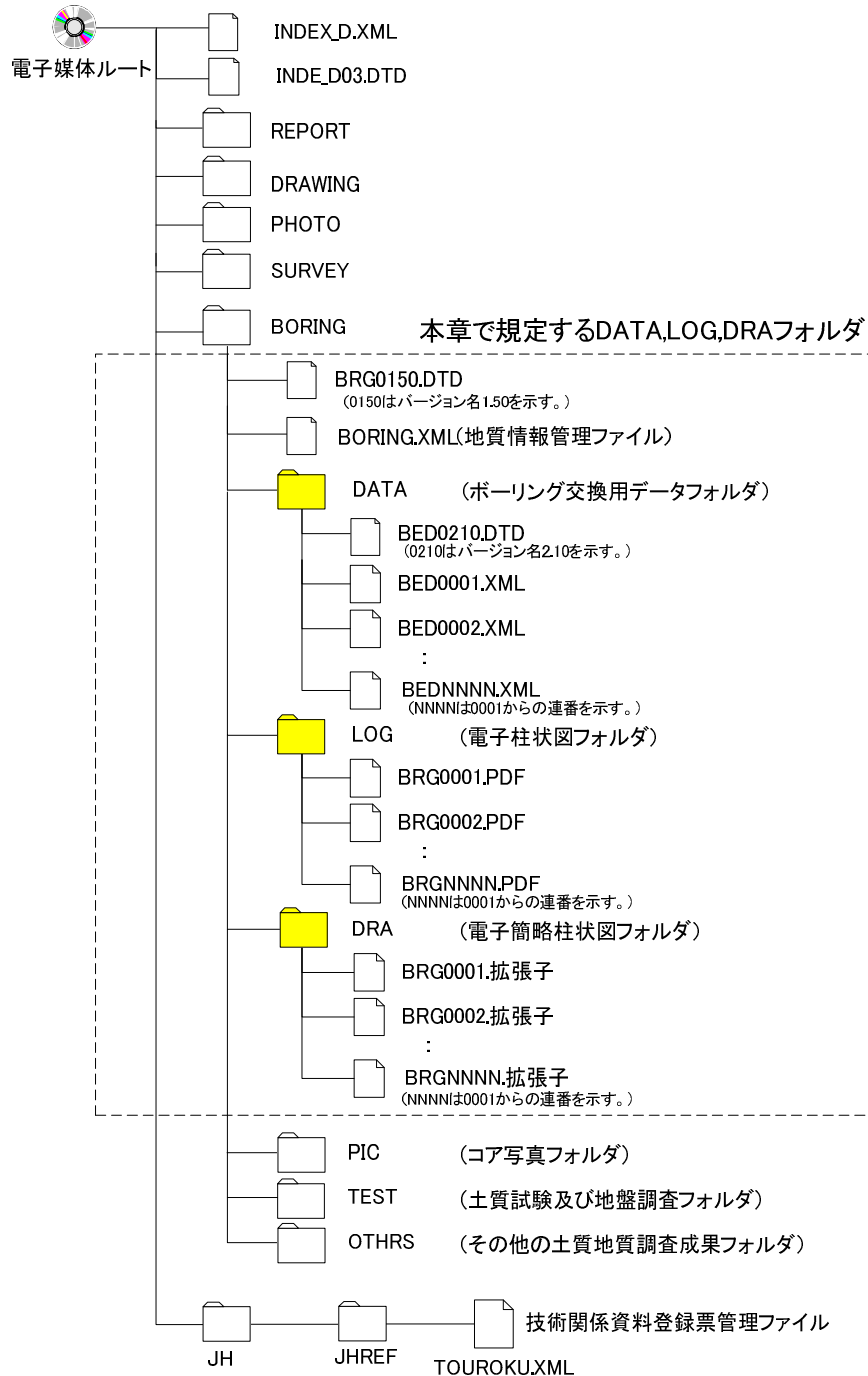 INDEX_D.XML
電子媒体ルート
INDE_D03.DTD
REPORT
DRAWING
PHOTO
SURVEY
BORING
本章で規定するDATA,LOG,DRAフォルダ
BRG0150.DTD
(0150はバージョン名1.50を示す。)
BORING.XML(地質情報管理ファイル)
DATA (ボーリング交換用データフォルダ)
BED0210.DTD
(0210はバージョン名2.10を示す。)
BED0001.XML
BED0002.XML
:
BEDNNNN.XML
(NNNNは0001からの連番を示す。)
LOG (電子柱状図フォルダ)
BRG0001.PDF
BRG0002.PDF
:
BRGNNNN.PDF
(NNNNは0001からの連番を示す。)
DRA (電子簡略柱状図フォルダ)
BRG0001.拡張子
BRG0002.拡張子
:
BRGNNNN.拡張子
(NNNNは0001からの連番を示す。)
PIC (コア写真フォルダ)
TEST (土質試験及び地盤調査フォルダ)
OTHRS (その他の土質地質調査成果フォルダ)
技術関係資料登録票管理ファイル
JH
JHREF
TOUROKU.XML